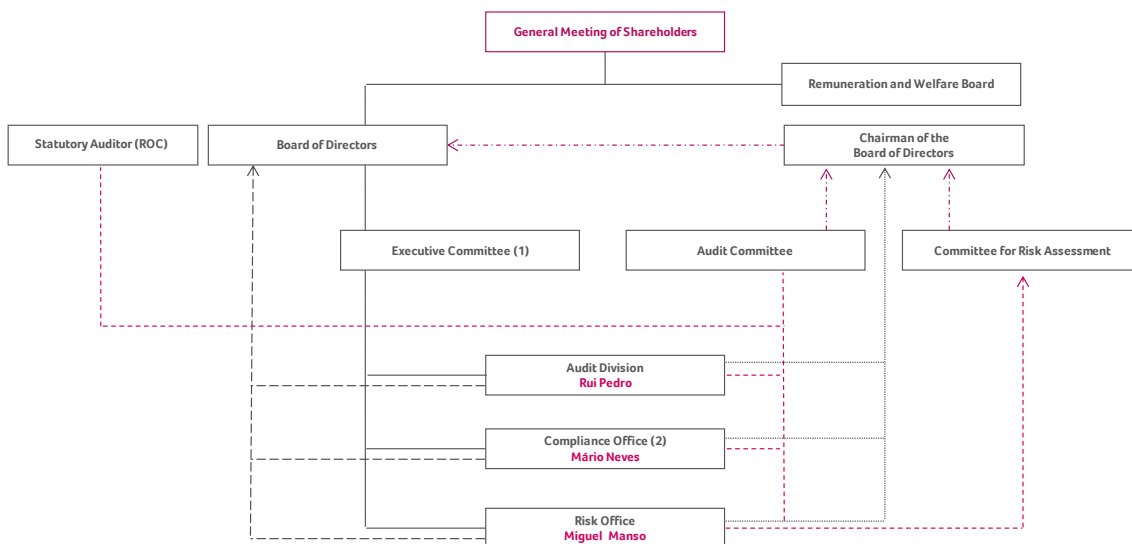 General Meeting of Shareholders
Remuneration and Welfare Board
Statutory Auditor (ROC)
Board of Directors
Chairman of the
Board of Directors
Executive Committee (1)
Audit Committee
Committee for Risk Assessment
Audit Division
Rui Pedro
Compliance Office (2)
Mário Neves
Risk Office
Miguel Manso